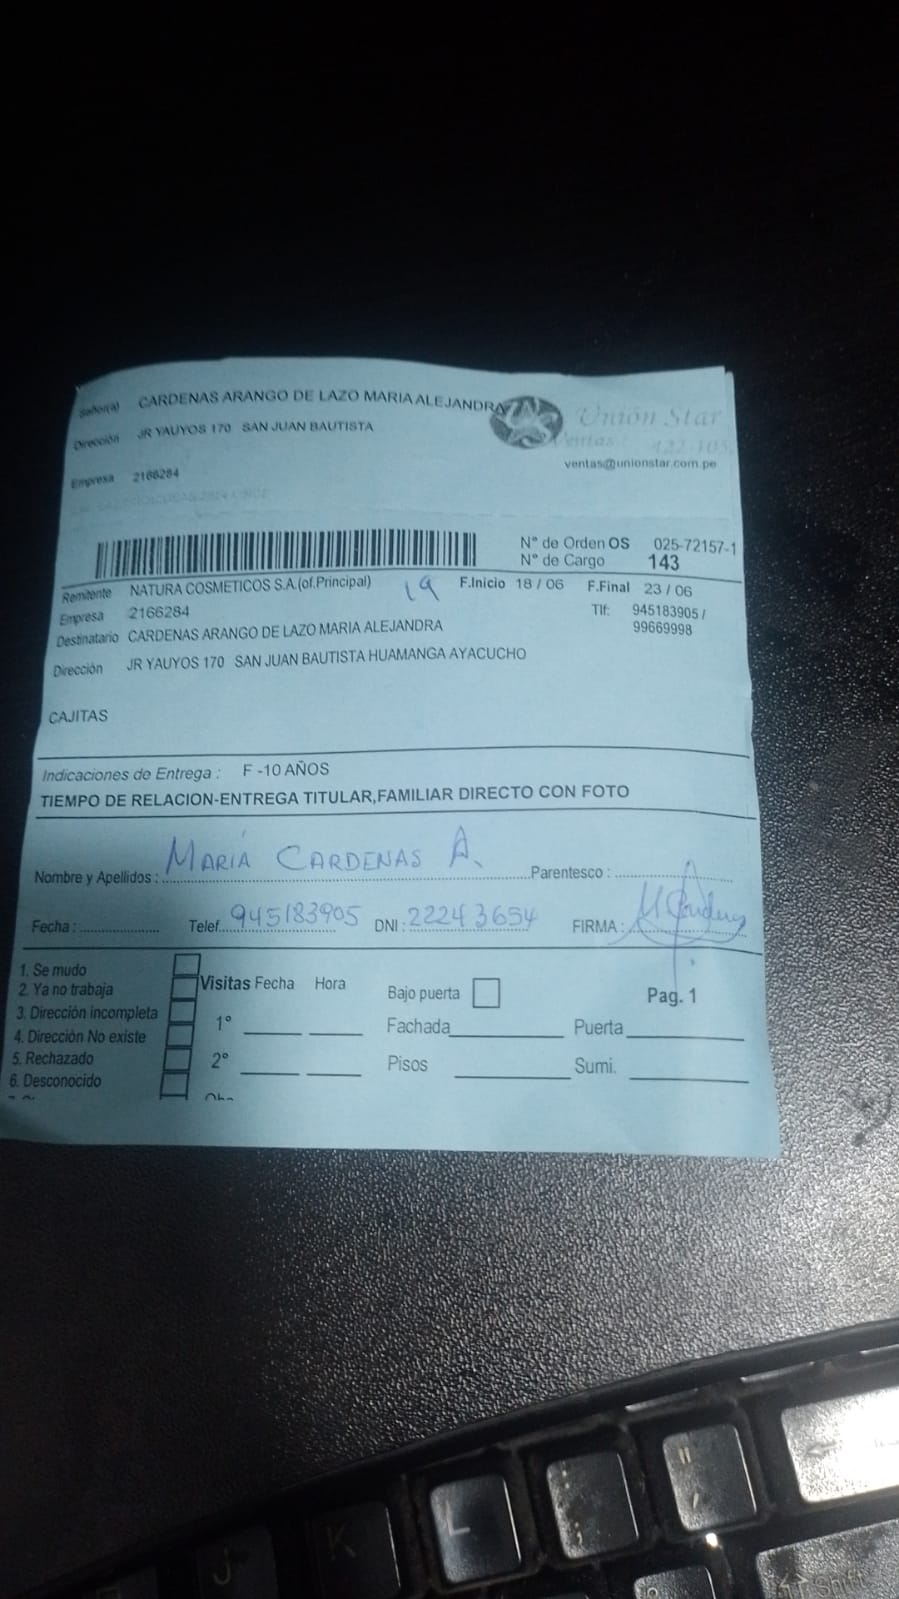 Señor(a) CARDENAS ARANGO DE LAZO MARIA ALEJANDRA
Dirección JR YAUYOS 170 SAN JUAN BAUTISTA
Unión Star
Ventas: 422-105
ventas@unionstar.com.pe
Empresa 2166284
N° de Orden OS 025-72157-1
N° de Cargo 143
Remitente NATURA COSMETICOS S.A.(of.Principal) 19 F.Inicio 18 / 06 F.Final 23 / 06
Empresa 2166284 Tlf: 945183905 /
99669998
Destinatario CARDENAS ARANGO DE LAZO MARIA ALEJANDRA
Dirección JR YAUYOS 170 SAN JUAN BAUTISTA HUAMANGA AYACUCHO
CAJITAS
Indicaciones de Entrega : F -10 AÑOS
TIEMPO DE RELACION-ENTREGA TITULAR,FAMILIAR DIRECTO CON FOTO
Nombre y Apellidos : MARÍA CARDENAS A. Parentesco :
Fecha : Telef. 945183905 DNI : 22243654 FIRMA :
1. Se mudo
2. Ya no trabaja
3. Dirección incompleta
4. Dirección No existe
5. Rechazado
6. Desconocido
Visitas Fecha Hora
1°
2°
Bajo puerta Pag. 1
Fachada Puerta
Pisos Sumi.
J K L : ; " '
Shift